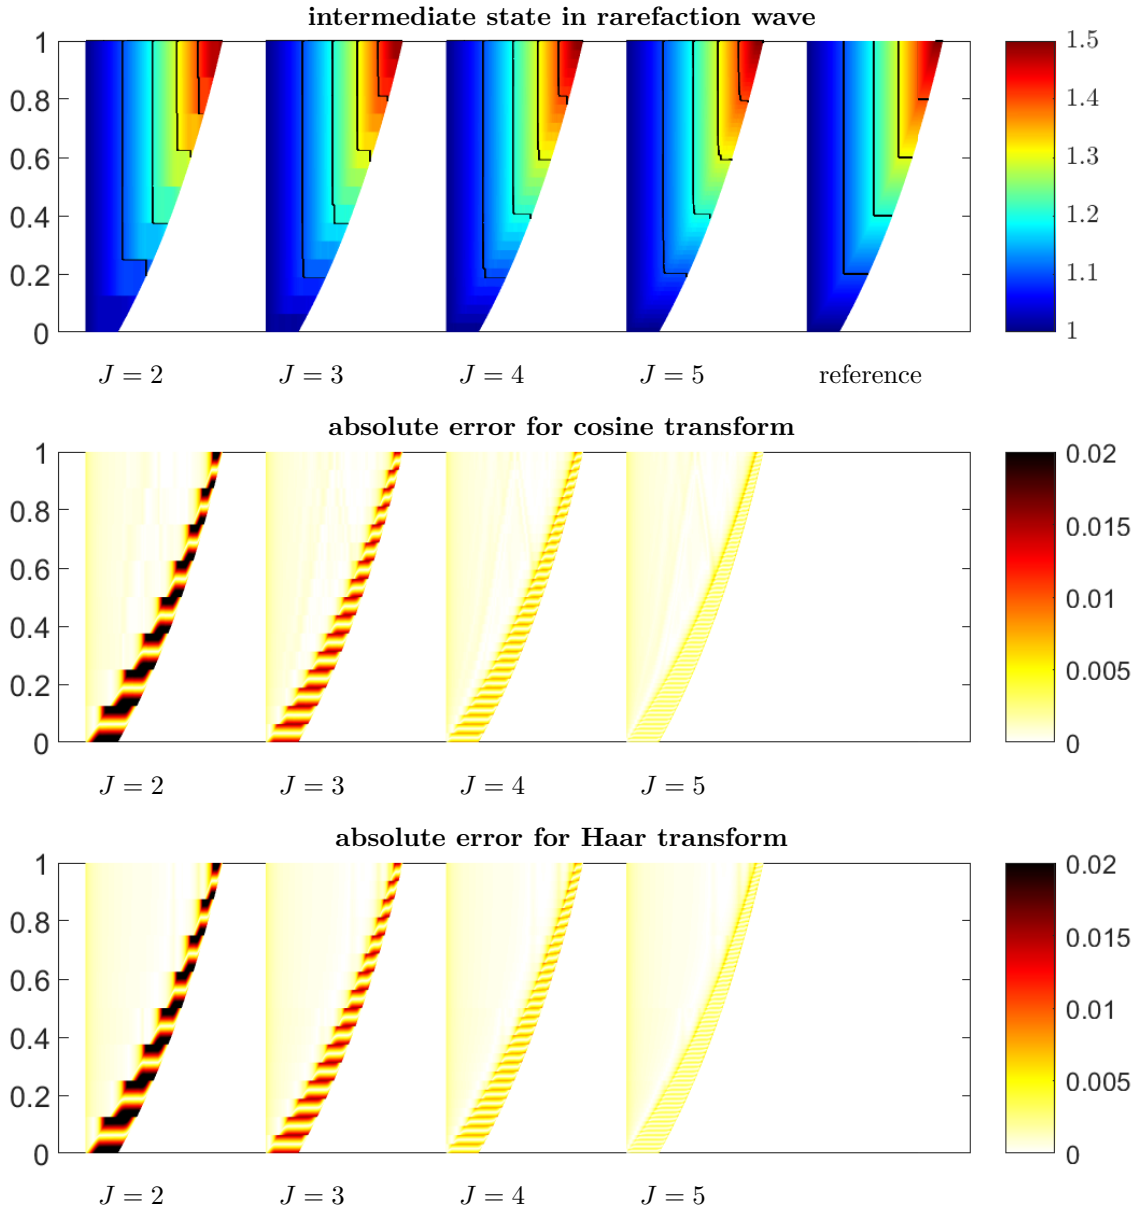 intermediate state in rarefaction wave
1
0.8
0.6
0.4
0.2
0
1.5
1.4
1.3
1.2
1.1
1
J = 2
J = 3
J = 4
J = 5
reference
absolute error for cosine transform
1
0.8
0.6
0.4
0.2
0
0.02
0.015
0.01
0.005
0
J = 2
J = 3
J = 4
J = 5
absolute error for Haar transform
1
0.8
0.6
0.4
0.2
0
0.02
0.015
0.01
0.005
0
J = 2
J = 3
J = 4
J = 5